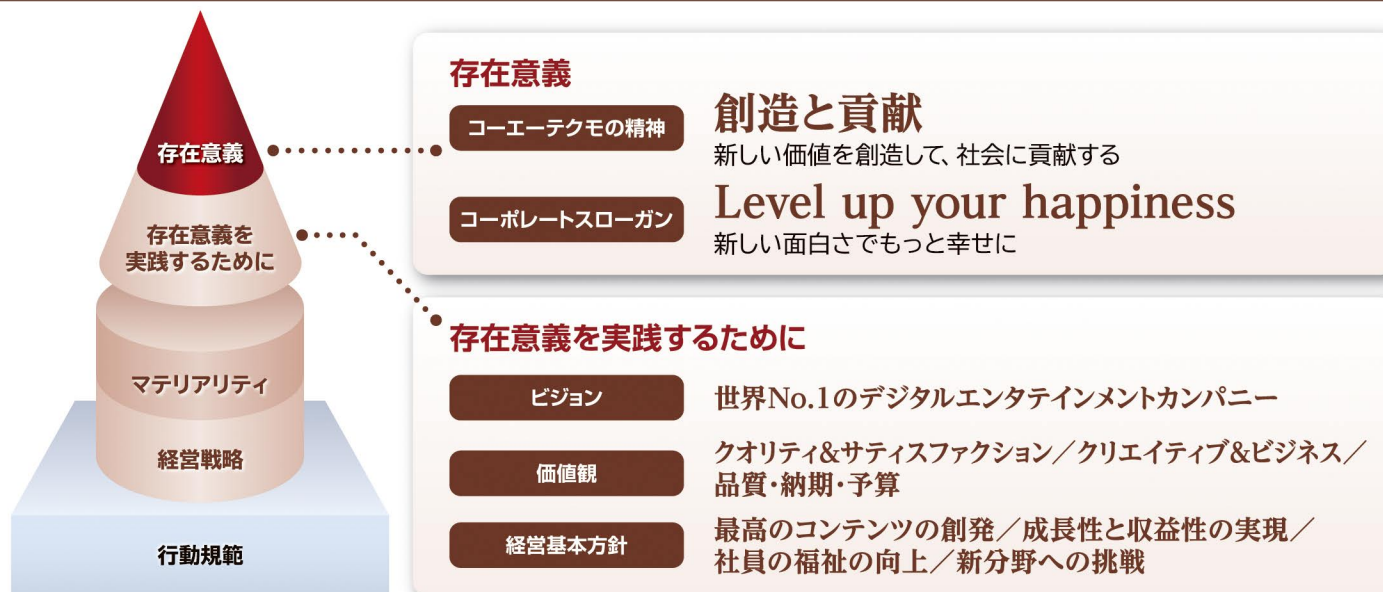 存在意義
存在意義を
実践するために
マテリアリティ
経営戦略
行動規範
存在意義
コーエーテクモの精神
創造と貢献
新しい価値を創造して、社会に貢献する
コーポレートスローガン
Level up your happiness
新しい面白さでもっと幸せに
存在意義を実践するために
ビジョン
世界No.1のデジタルエンタテインメントカンパニー
価値観
クオリティ&サティスファクション／クリエイティブ&ビジネス／
品質・納期・予算
経営基本方針
最高のコンテンツの創発／成長性と収益性の実現／
社員の福祉の向上／新分野への挑戦